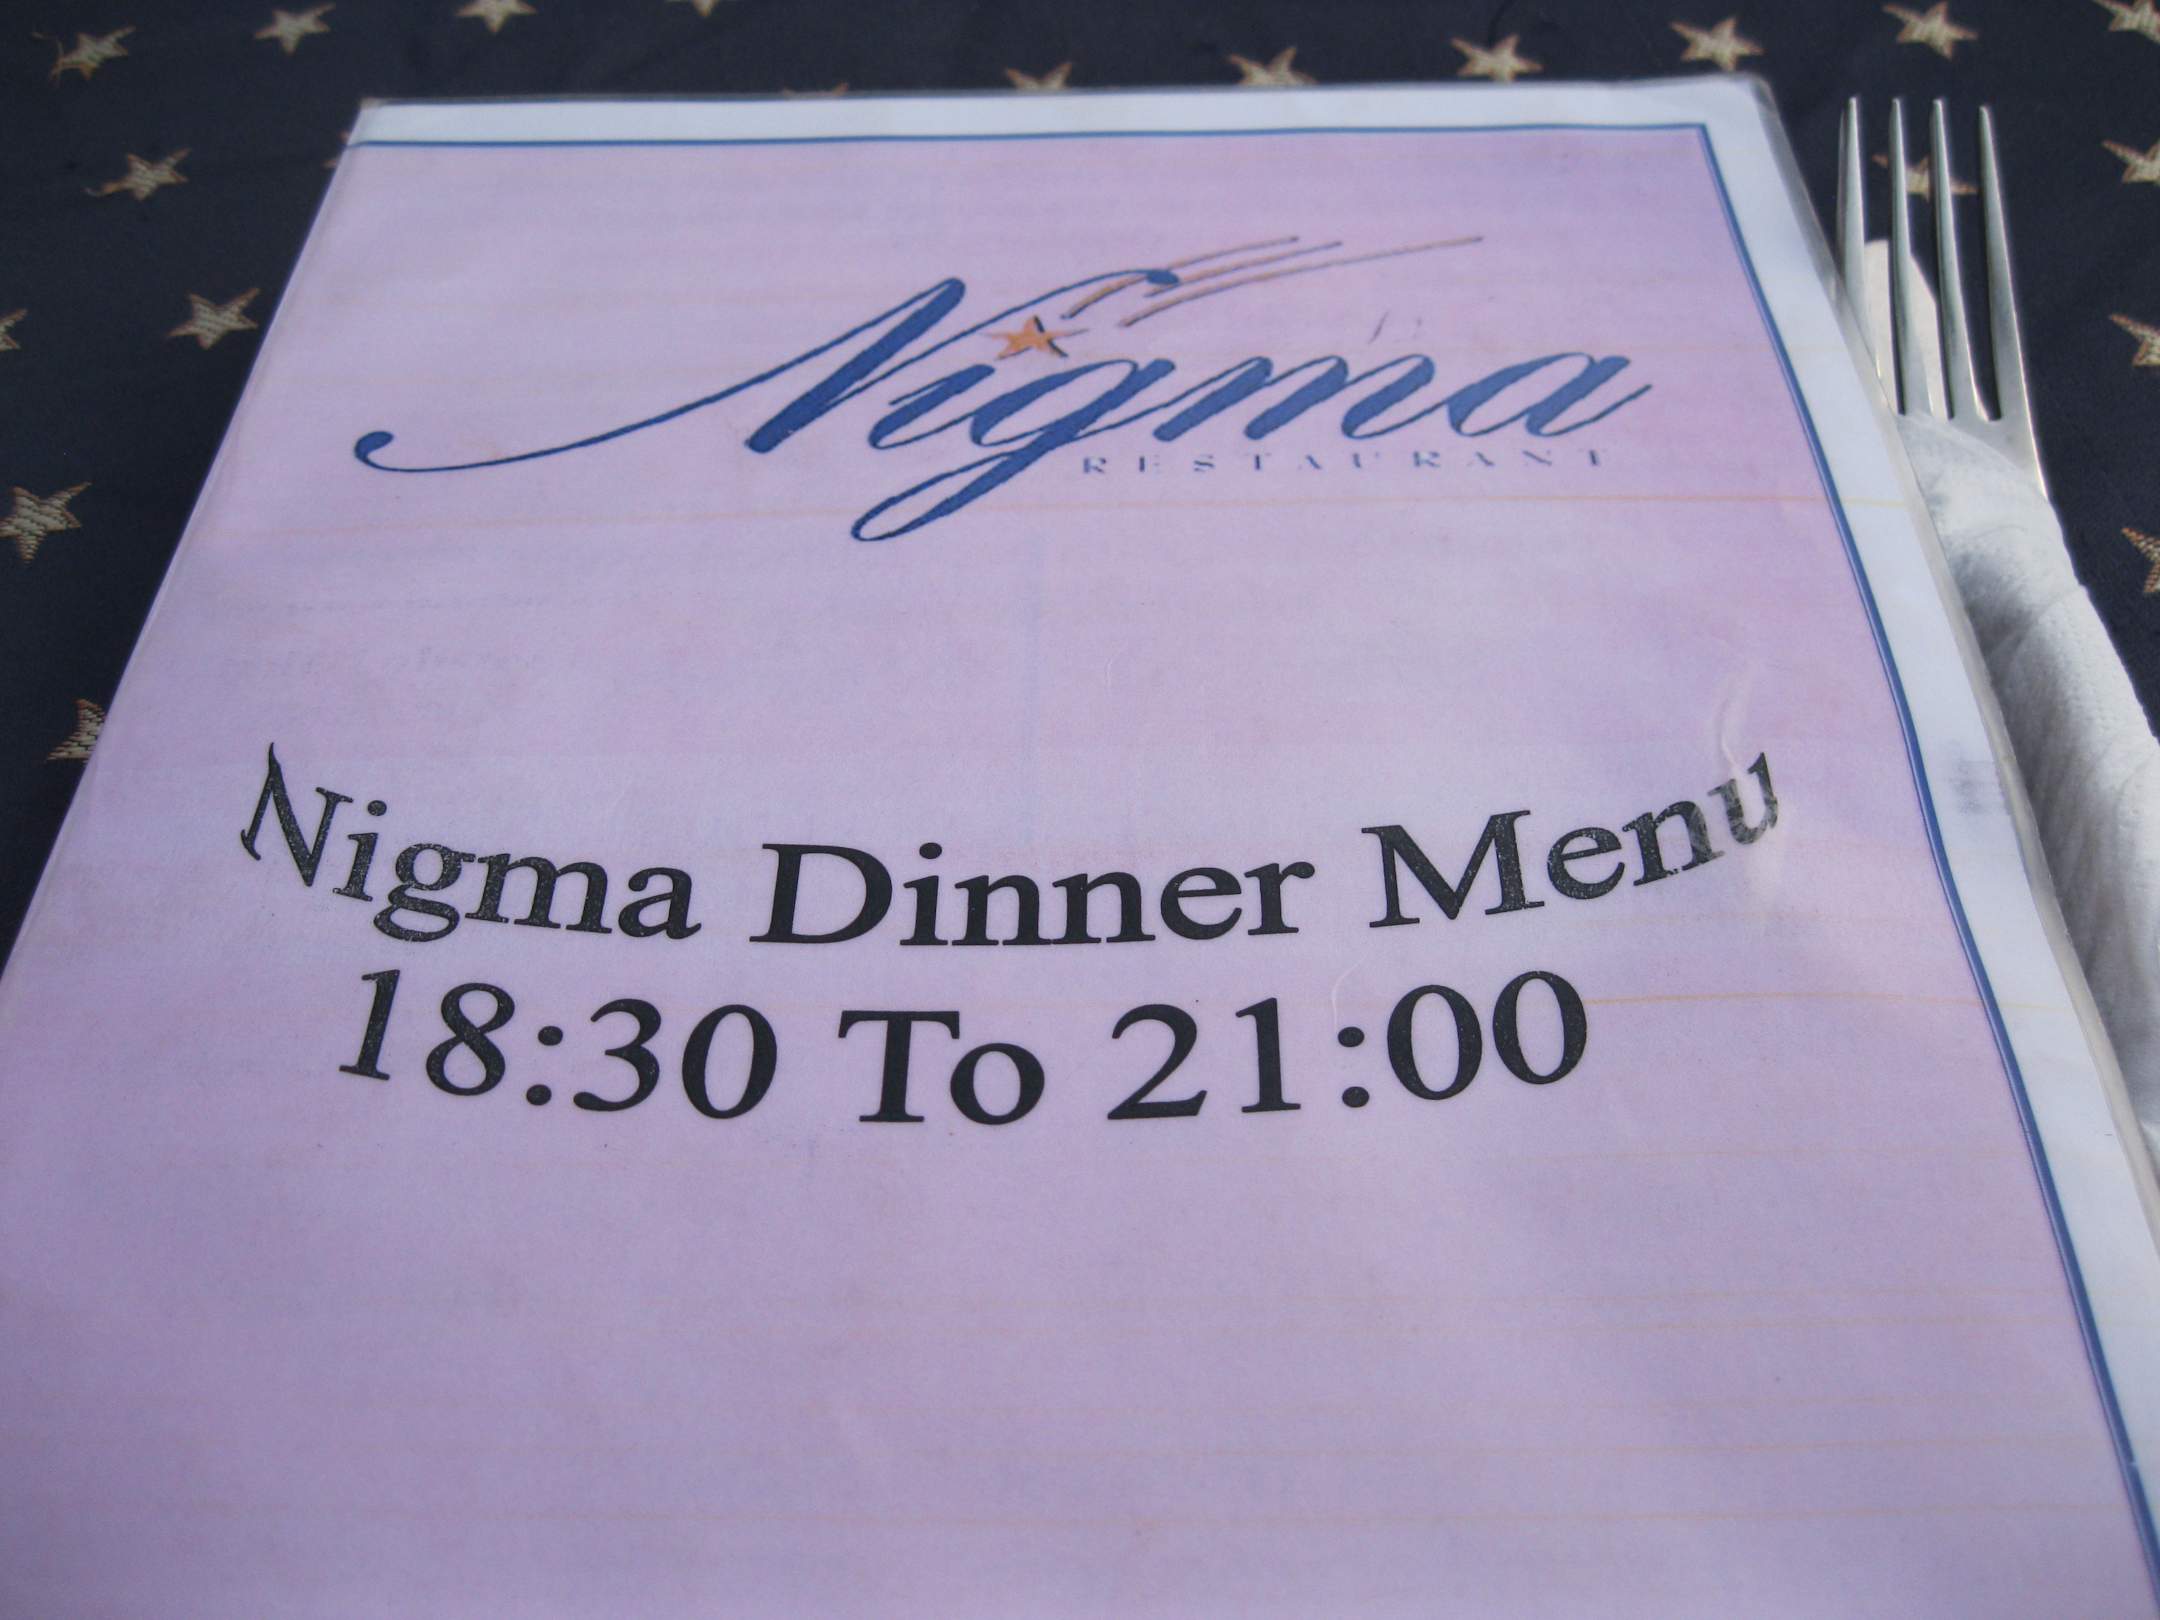 Nigma
RESTAURANT
Nigma Dinner Menu
18:30 To 21:00